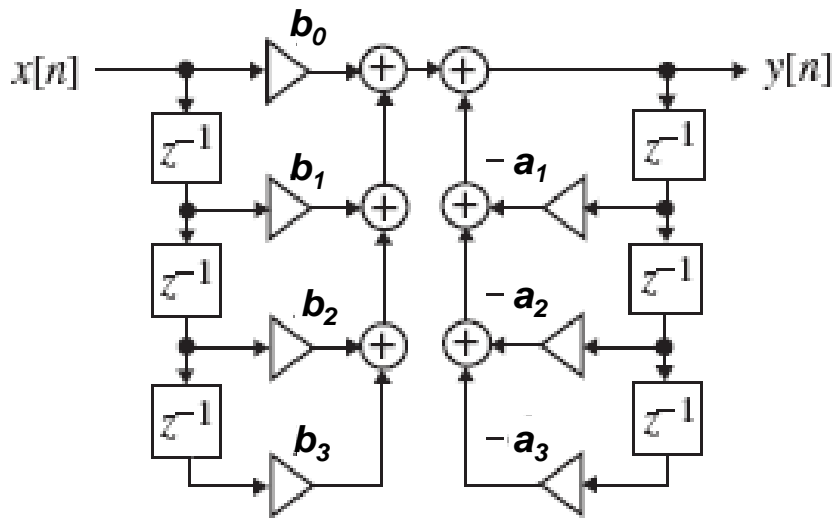 b₀
x[n] + + y[n]
z⁻¹ z⁻¹
b₁ + + −a₁
z⁻¹ z⁻¹
b₂ + + −a₂
z⁻¹ z⁻¹
b₃ −a₃